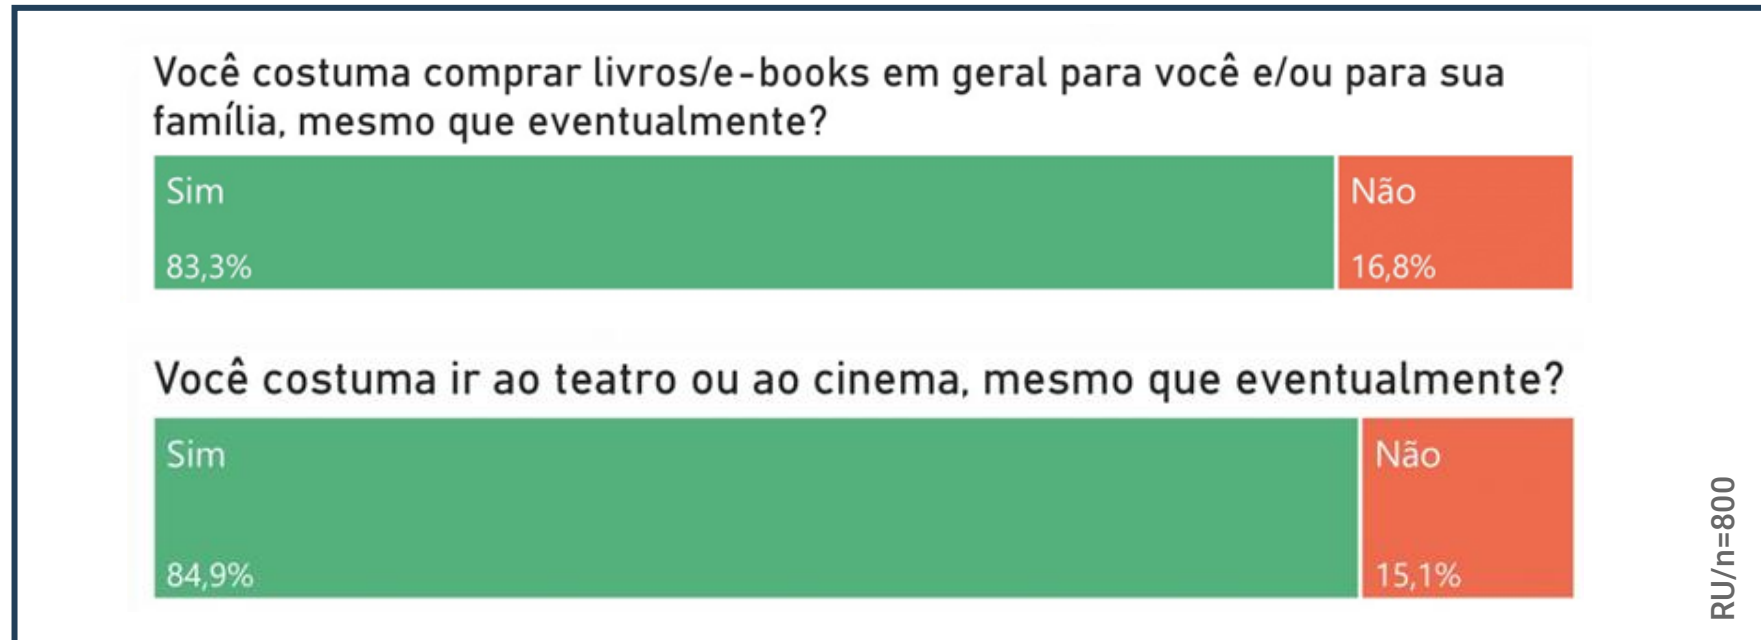 Você costuma comprar livros/e-books em geral para você e/ou para sua
família, mesmo que eventualmente?
Sim
Não
83,3%
16,8%
Você costuma ir ao teatro ou ao cinema, mesmo que eventualmente?
Sim
Não
84,9%
15,1%
RU/n=800